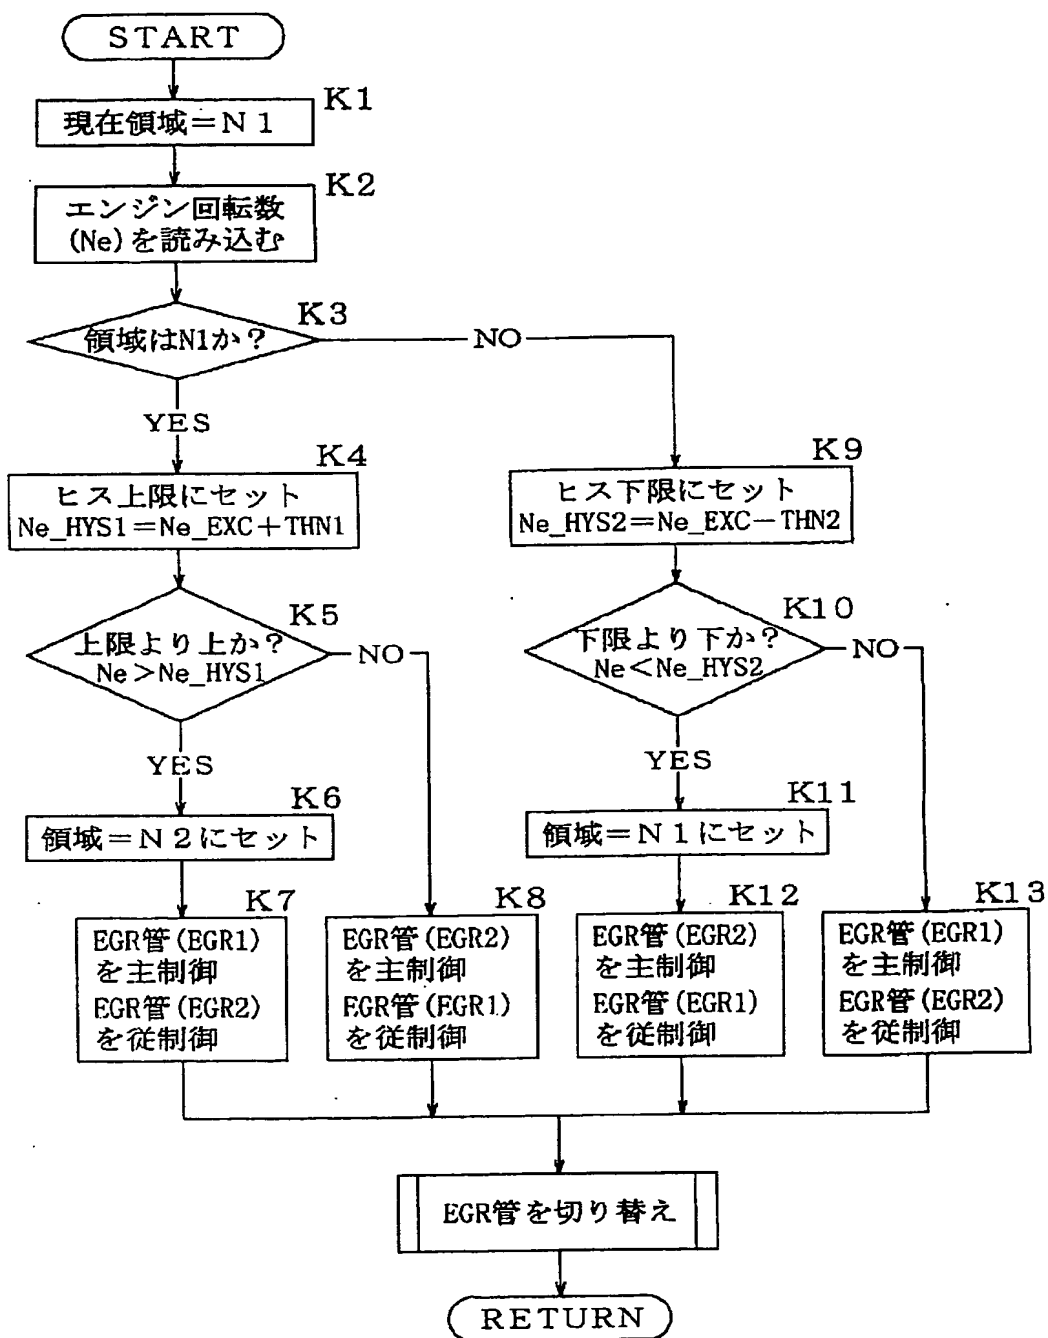 START
K1
現在領域＝N1
K2
エンジン回転数
(Ne)を読み込む
K3
領域はN1か？
NO
YES
K4
ヒス上限にセット
Ne_HYS1＝Ne_EXC＋THN1
K5
上限より上か？
Ne＞Ne_HYS1
NO
YES
K6
領域＝N2にセット
K7
EGR管(EGR1)
を主制御
EGR管(EGR2)
を従制御
K8
EGR管(EGR2)
を主制御
EGR管(EGR1)
を従制御
K9
ヒス下限にセット
Ne_HYS2＝Ne_EXC－THN2
K10
下限より下か？
Ne＜Ne_HYS2
NO
YES
K11
領域＝N1にセット
K12
EGR管(EGR2)
を主制御
EGR管(EGR1)
を従制御
K13
EGR管(EGR1)
を主制御
EGR管(EGR2)
を従制御
EGR管を切り替え
RETURN